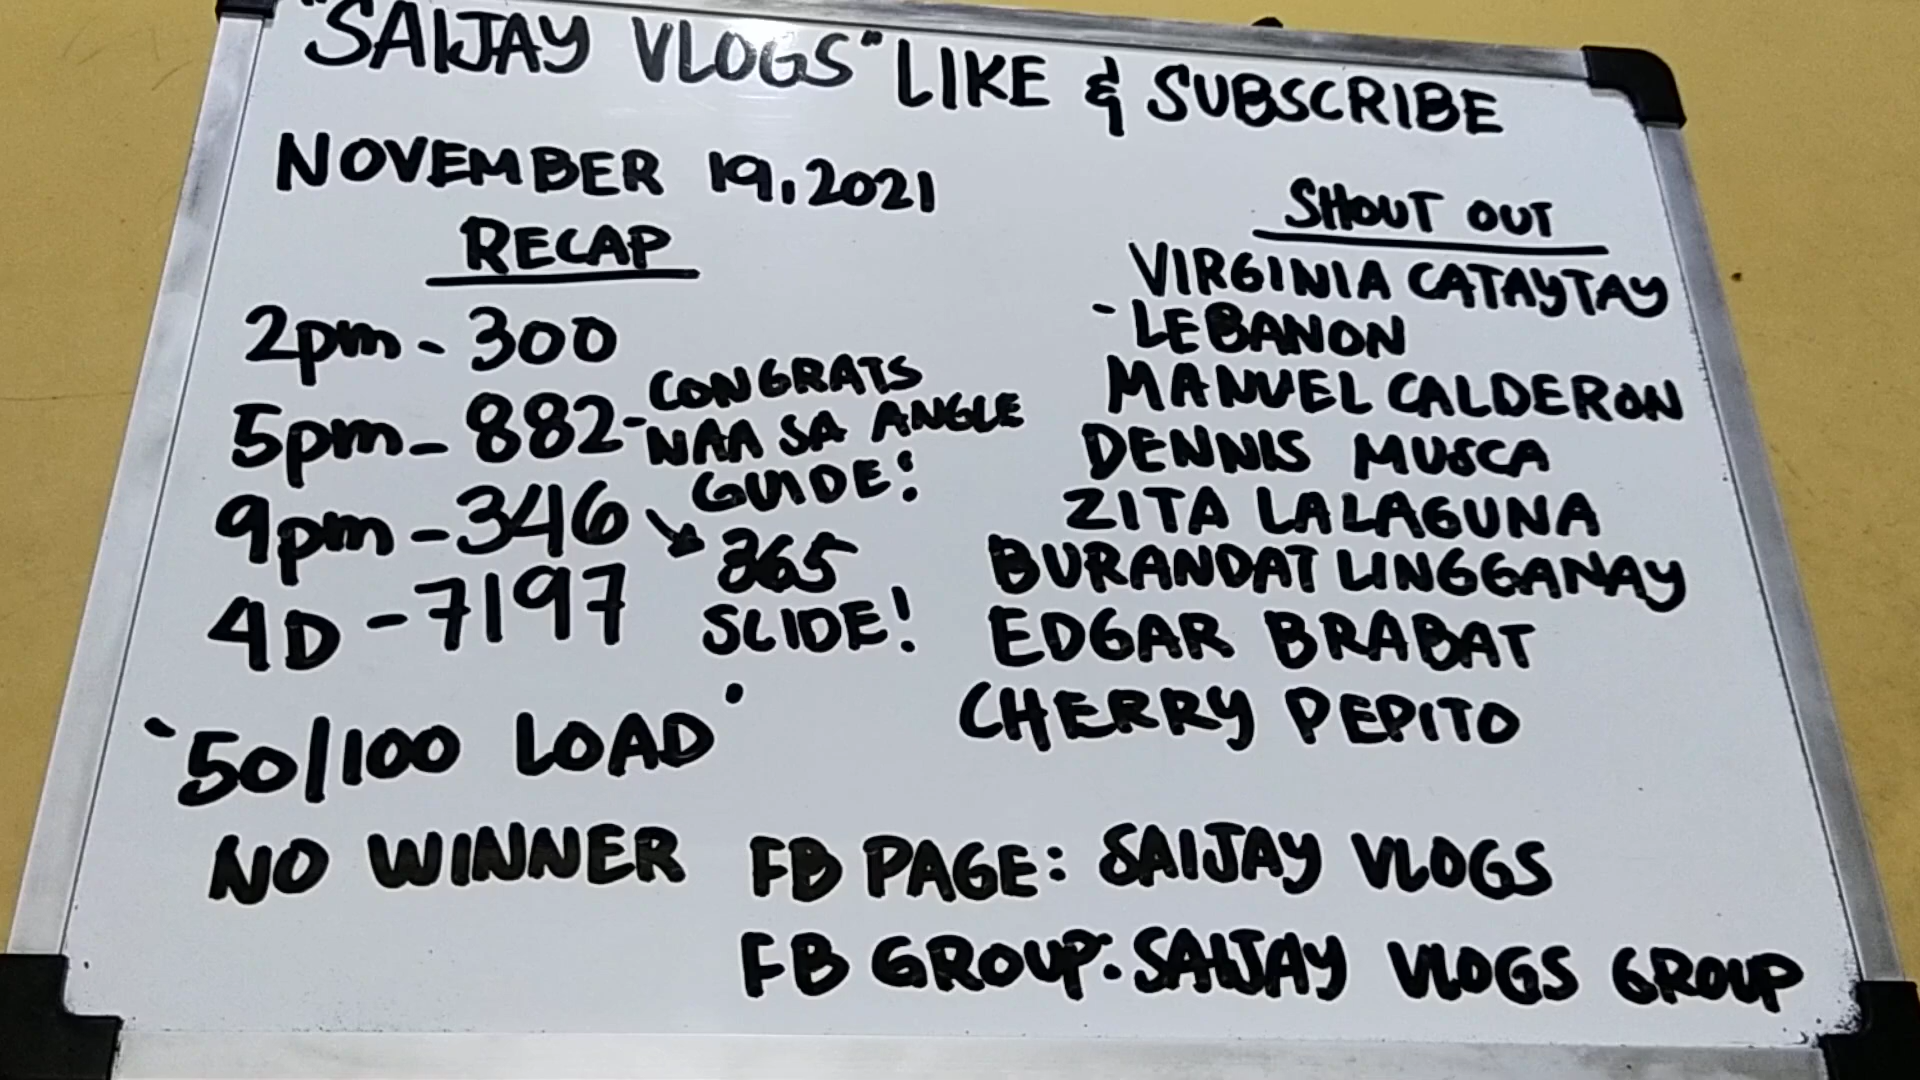 "SAIJAY VLOGS" LIKE & SUBSCRIBE
NOVEMBER 19, 2021
RECAP
2pm - 300
5pm - 882 - CONGRATS
NAA SA ANGLE
GUIDE!
9pm - 346 → 365
SLIDE!
4D - 7197
"50/100 LOAD"
NO WINNER
SHOUT OUT
VIRGINIA CATAYTAY
- LEBANON
MANUEL CALDERON
DENNIS MUSCA
ZITA LALAGUNA
BURANDAT LINGGANAY
EDGAR BRABAT
CHERRY PEPITO
FB PAGE: SAIJAY VLOGS
FB GROUP: SAIJAY VLOGS GROUP